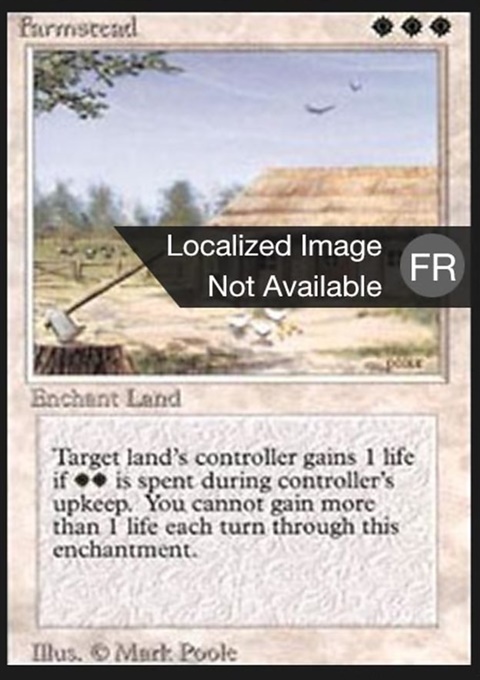 Farmstead
Localized Image
Not Available
FR
poole
Enchant Land
Target land's controller gains 1 life
if is spent during controller's
upkeep. You cannot gain more
than 1 life each turn through this
enchantment.
Illus. © Mark Poole